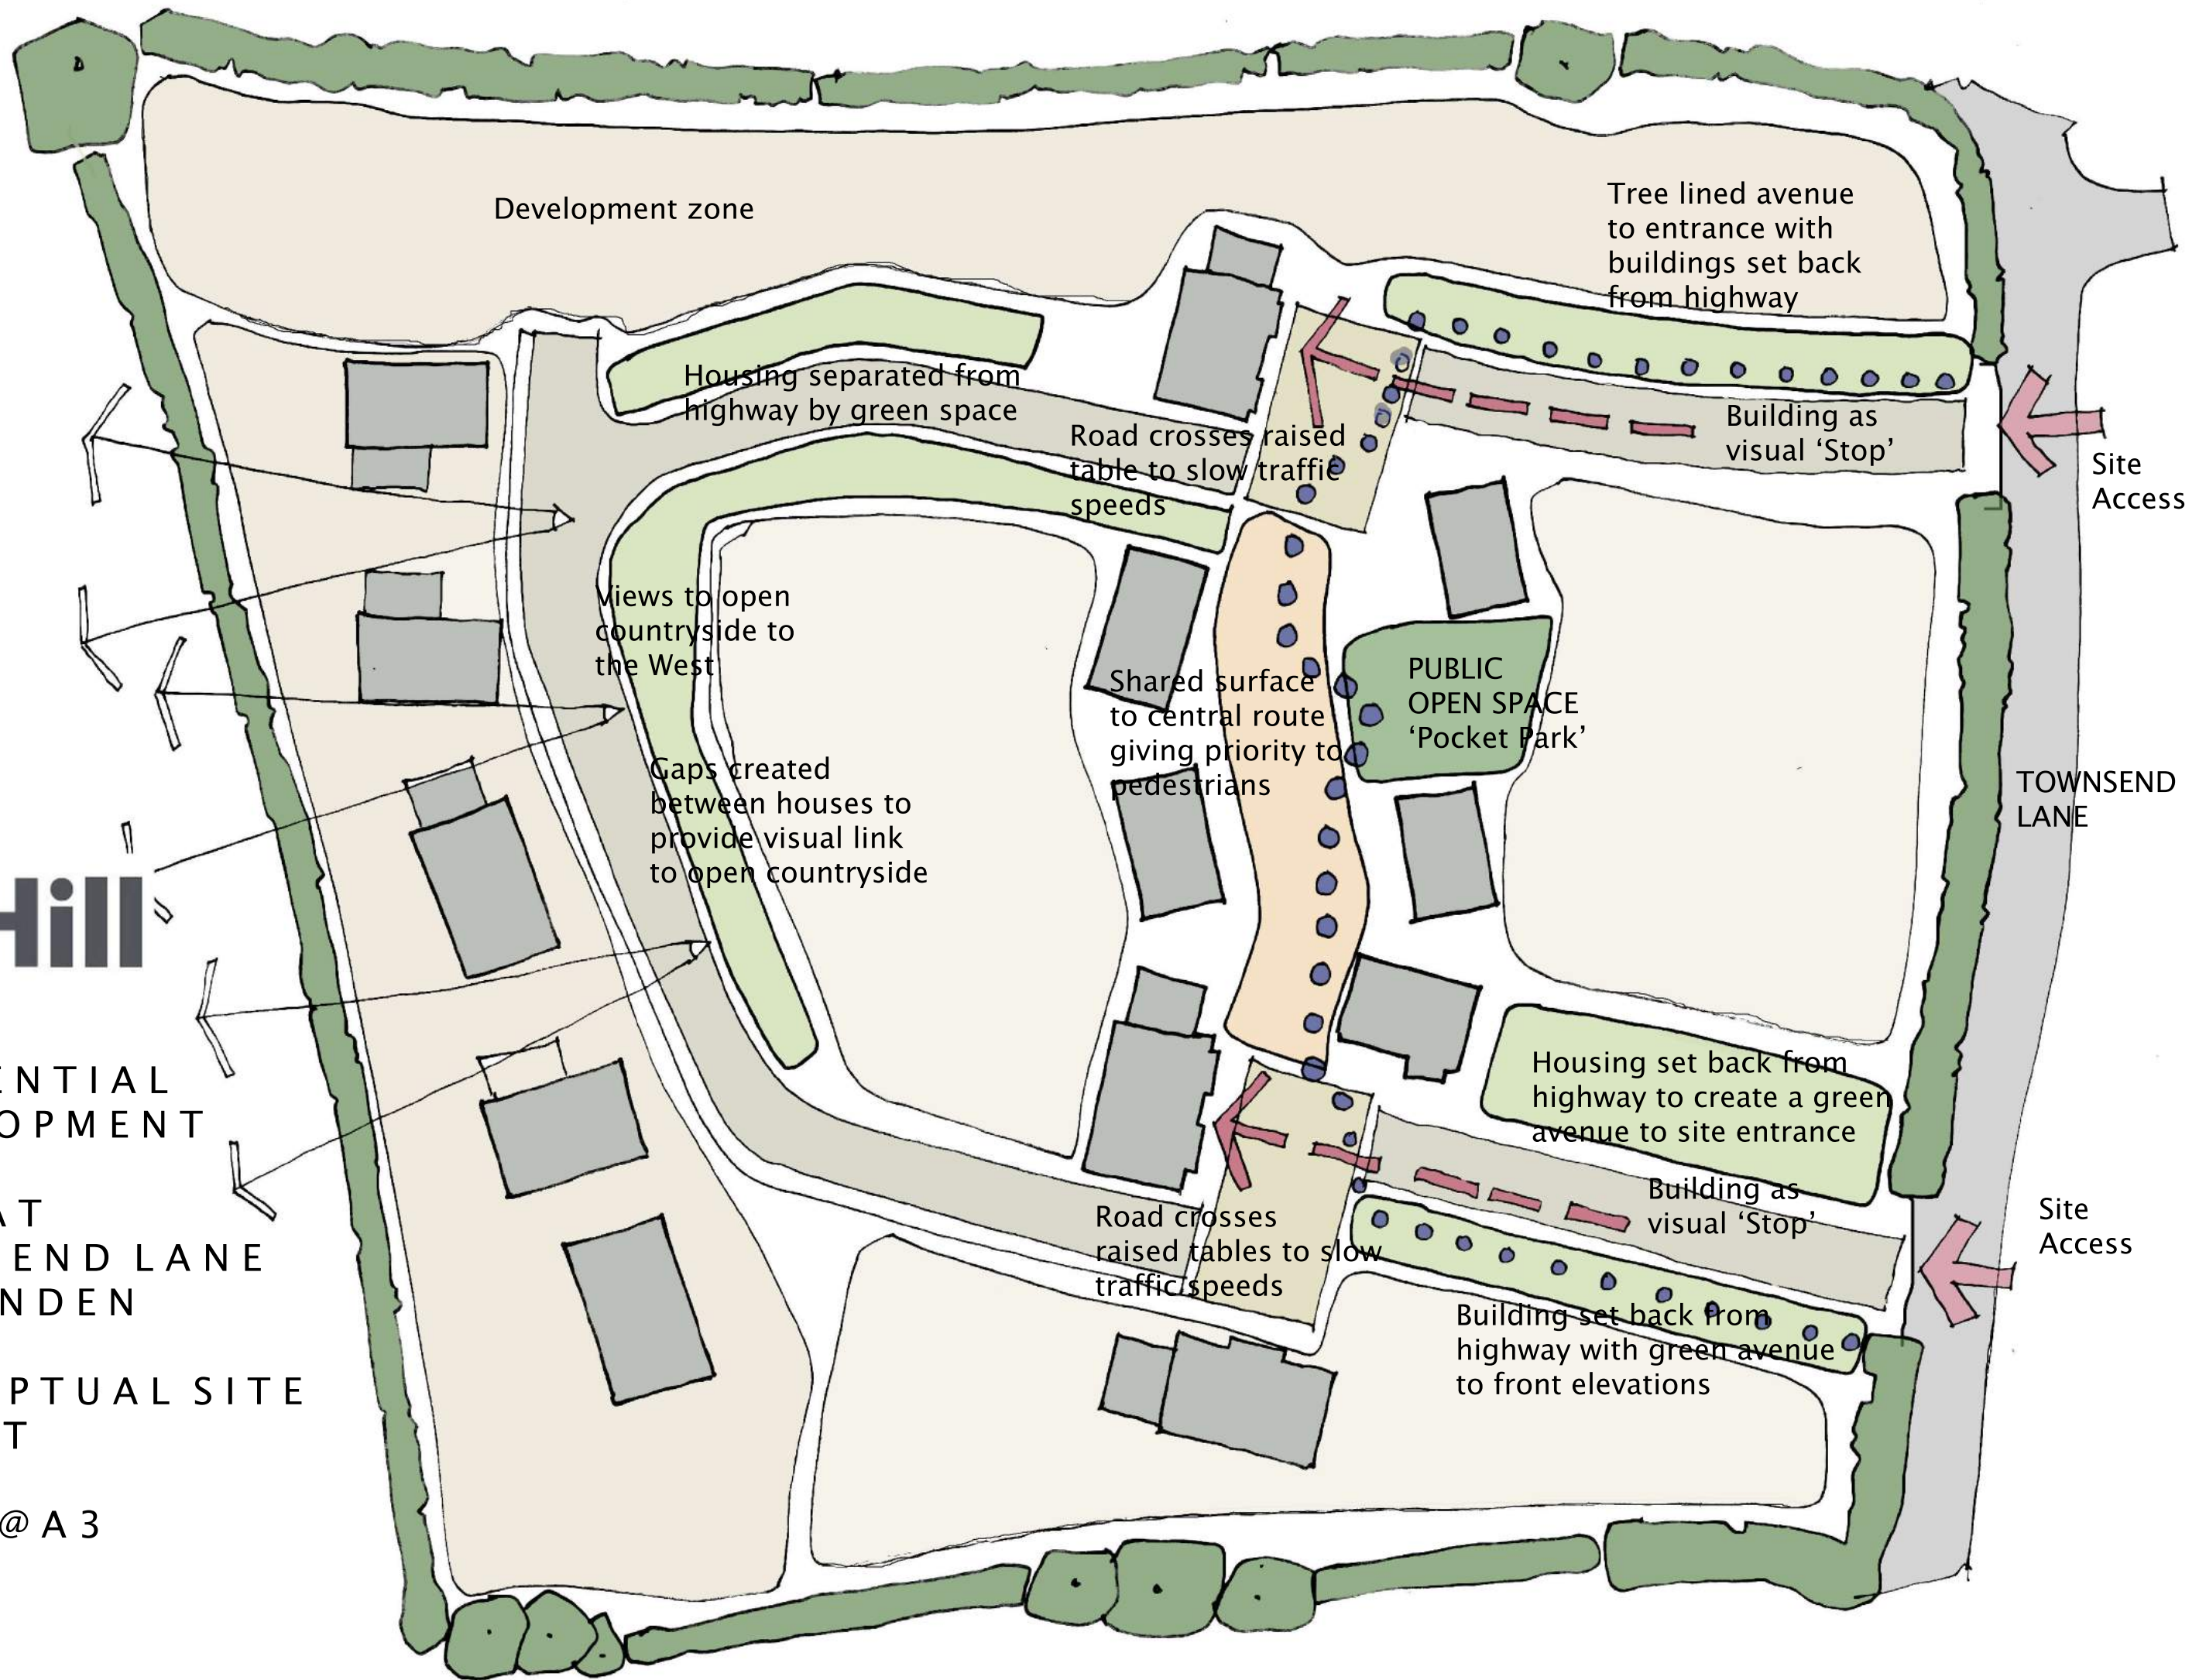 Development zone
Tree lined avenue
to entrance with
buildings set back
from highway
Housing separated from
highway by green space
Road crosses raised
table to slow traffic
speeds
Building as
visual ‘Stop’
Site
Access
Views to open
countryside to
the West
Shared surface
to central route
giving priority to
pedestrians
PUBLIC
OPEN SPACE
‘Pocket Park’
Gaps created
between houses to
provide visual link
to open countryside
TOWNSEND
LANE
Hill
ENTIAL
OPMENT
AT
END LANE
NDEN
PTUAL SITE
T
@A3
Housing set back from
highway to create a green
avenue to site entrance
Building as
visual ‘Stop’
Site
Access
Road crosses
raised tables to slow
traffic speeds
Building set back from
highway with green avenue
to front elevations